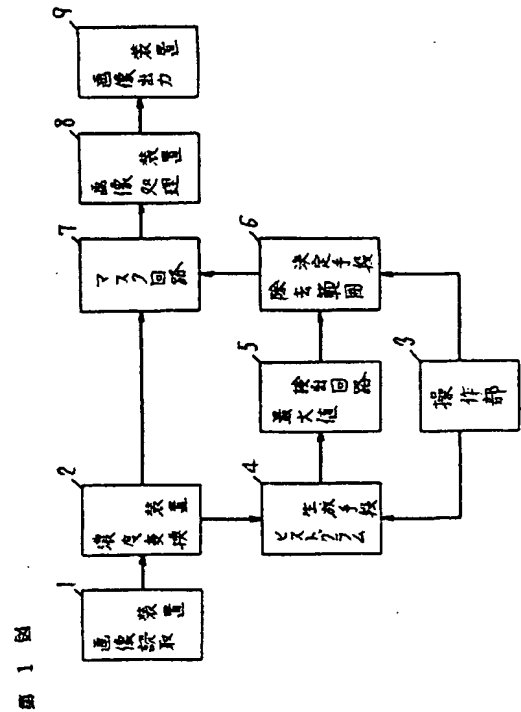 第1図
1
画像読取
装置
2
濃度変換
装置
3
操作部
4
ヒストグラム
生成手段
5
最大値
検出回路
6
除去範囲
決定手段
7
マスク回路
8
画像処理
装置
9
画像出力
装置